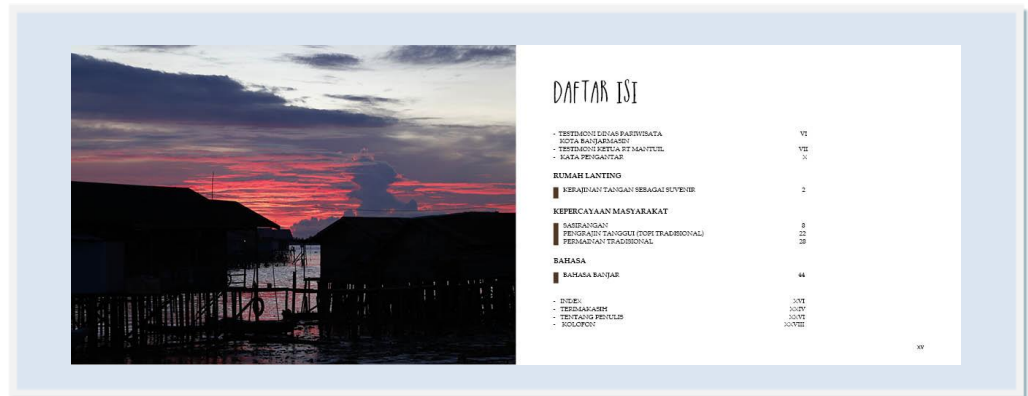 DAFTAR ISI
- TESTIMONI DINAS PARIWISATA VI
KOTA BANJARMASIN
- TESTIMONI KETUA RT MANTUIL VII
- KATA PENGANTAR X
RUMAH LANTING
KERAJINAN TANGAN SEBAGAI SUVENIR 2
KEPERCAYAAN MASYARAKAT
SASIRANGAN 8
PENGRAJIN TANGGUI (TOPI TRADISIONAL) 22
PERMAINAN TRADISIONAL 28
BAHASA
BAHASA BANJAR 44
- INDEX XVI
- TERIMAKASIH XXIV
- TENTANG PENULIS XXVI
- KOLOFON XXVIII
XV